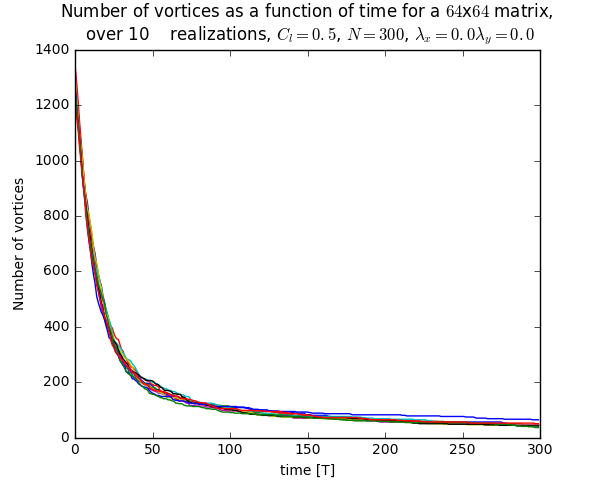 Number of vortices as a function of time for a 64x64 matrix,
over 10    realizations, C_l = 0.5, N = 300, λ_x = 0.0λ_y = 0.0
1400
1200
1000
800
600
400
200
0
Number of vortices
0 50 100 150 200 250 300
time [T]